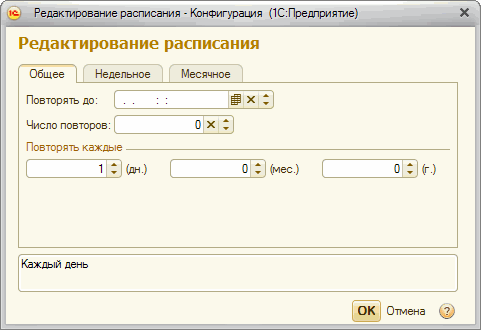 Редактирование расписания - Конфигурация (1С:Предприятие)
Редактирование расписания
Общее Недельное Месячное
Повторять до: . . : :
Число повторов: 0
Повторять каждые
1 (дн.) 0 (мес.) 0 (г.)
Каждый день
OK Отмена ?